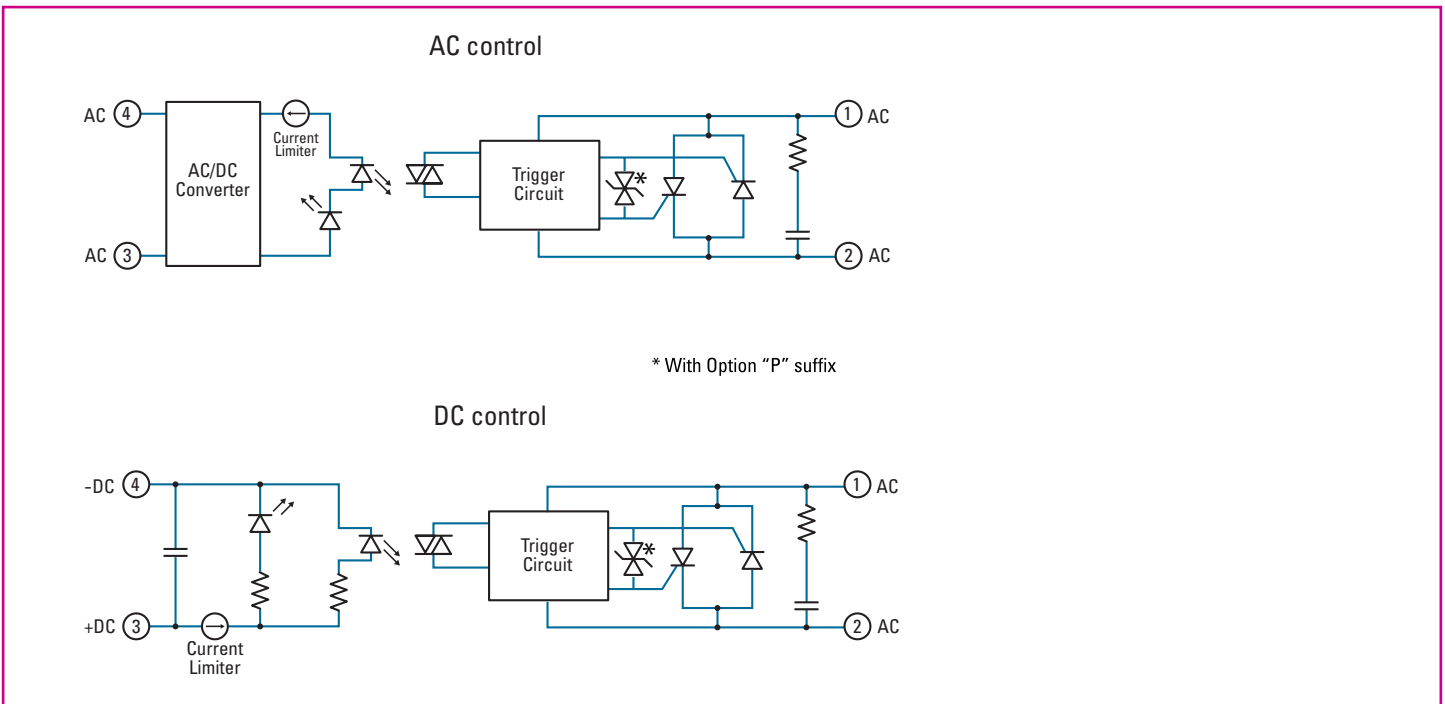 AC control
AC 4
Current
Limiter
AC/DC
Converter
Trigger
Circuit
*
1 AC
AC 3
2 AC
* With Option “P” suffix
DC control
-DC 4
1 AC
Trigger
Circuit
*
+DC 3
Current
Limiter
2 AC